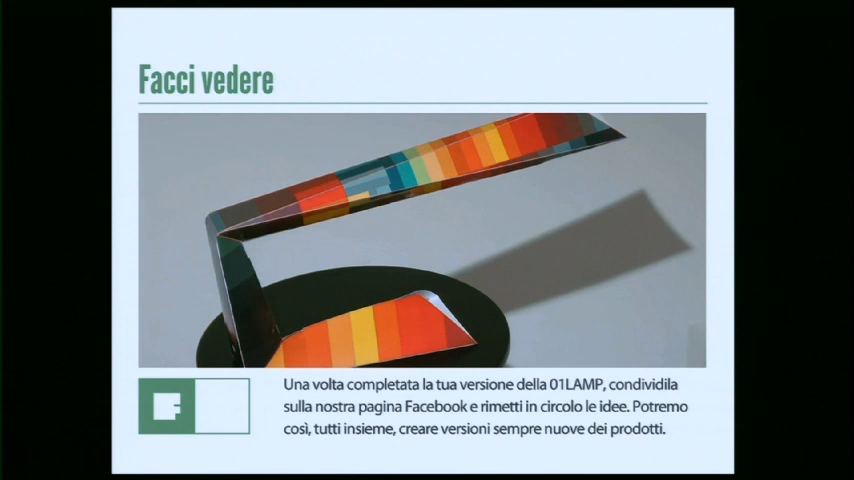 Facci vedere
Una volta completata la tua versione della 01LAMP, condividila
sulla nostra pagina Facebook e rimetti in circolo le idee. Potremo
così, tutti insieme, creare versioni sempre nuove dei prodotti.